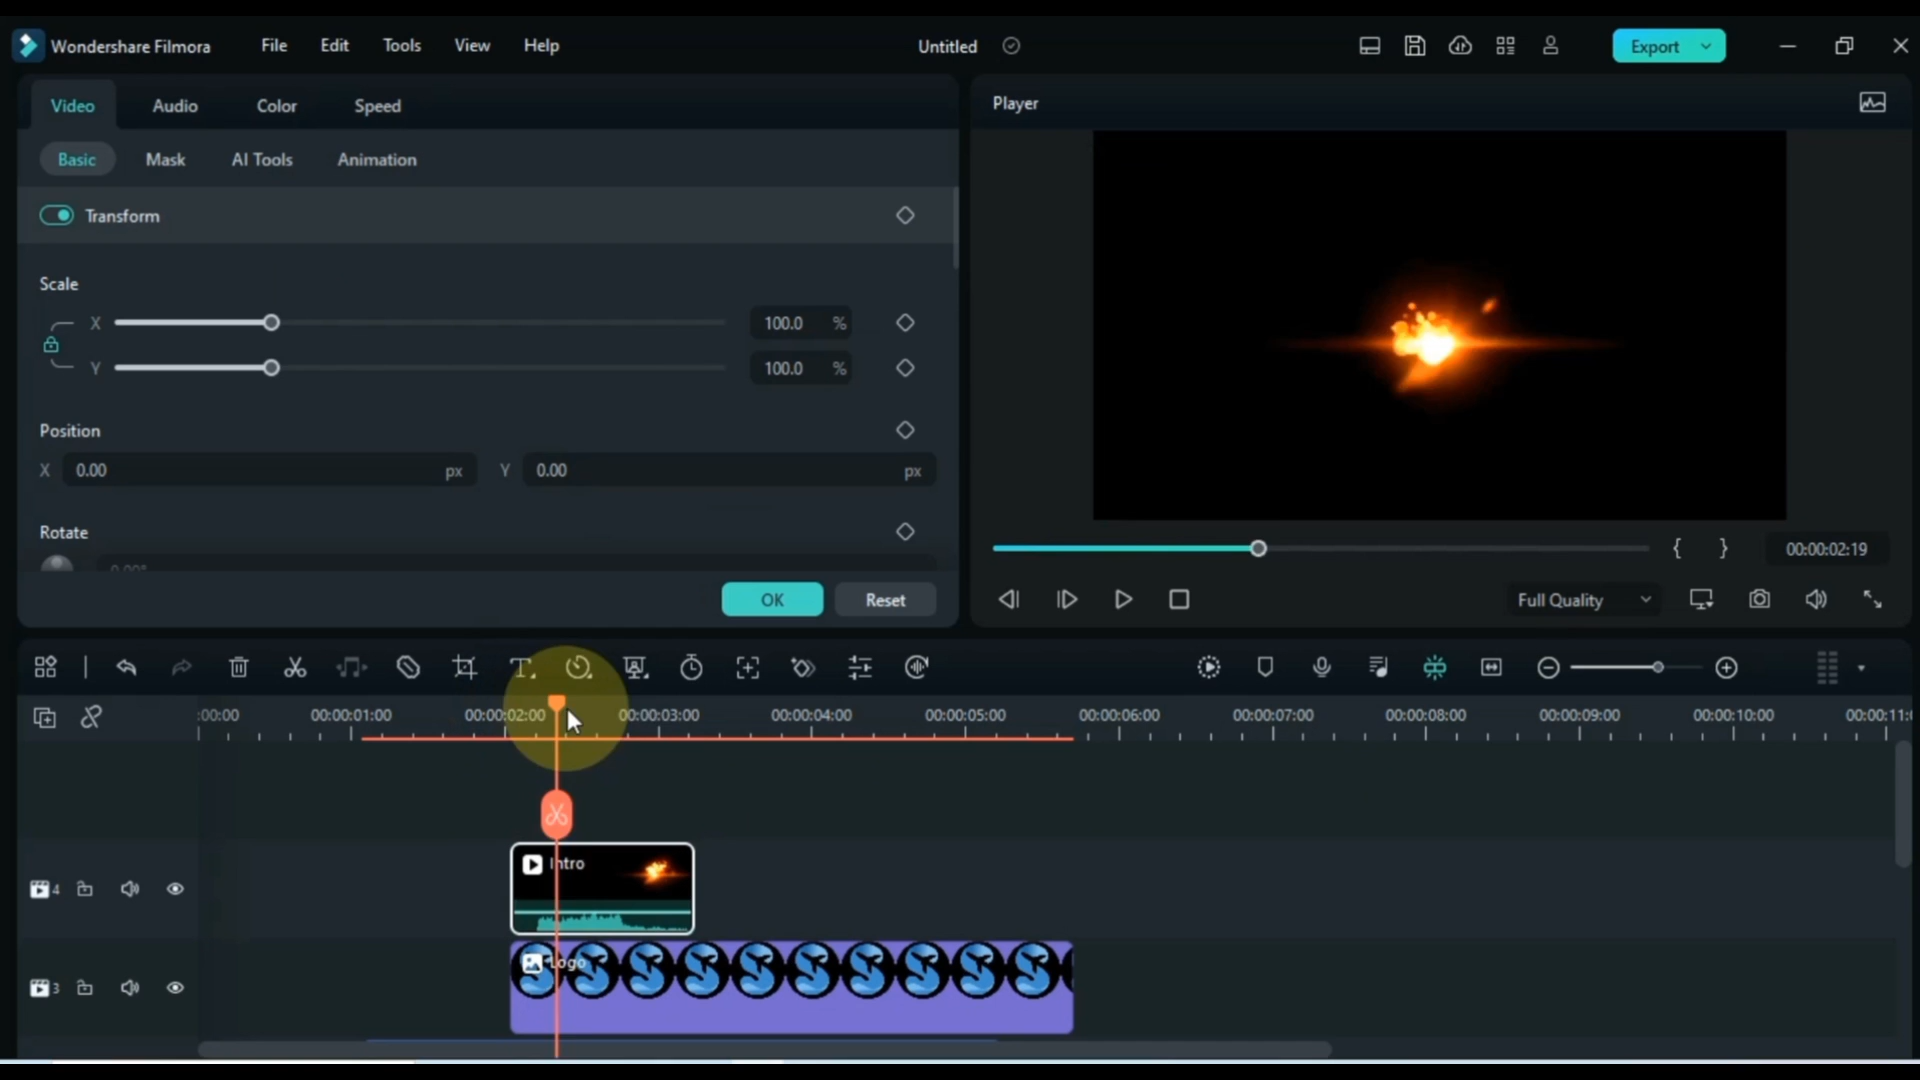 Wondershare Filmora File Edit Tools View Help Untitled Export
Video Audio Color Speed
Player
Basic Mask AI Tools Animation
Transform
Scale
X 100.0 %
Y 100.0 %
Position
X 0.00 px Y 0.00 px
Rotate
0.00°
OK Reset
{ } 00:00:02:19
Full Quality
:00:00 00:00:01:00 00:00:02:00 00:00:03:00 00:00:04:00 00:00:05:00 00:00:06:00 00:00:07:00 00:00:08:00 00:00:09:00 00:00:10:00 00:00:11:0
Intro
4
Logo
3